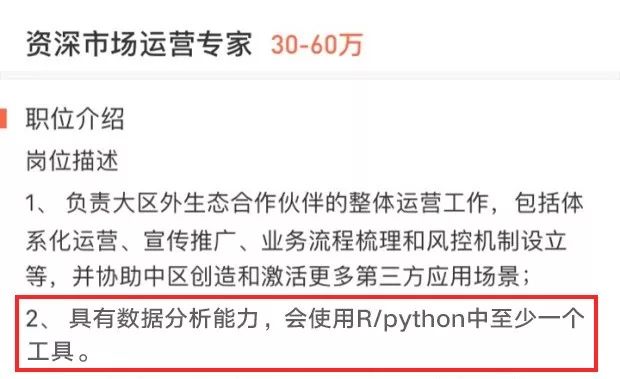 资深市场运营专家 30-60万
职位介绍
岗位描述
1、 负责大区外生态合作伙伴的整体运营工作，包括体
系化运营、宣传推广、业务流程梳理和风控机制设立
等，并协助中区创造和激活更多第三方应用场景；
2、 具有数据分析能力，会使用R/python中至少一个
工具。